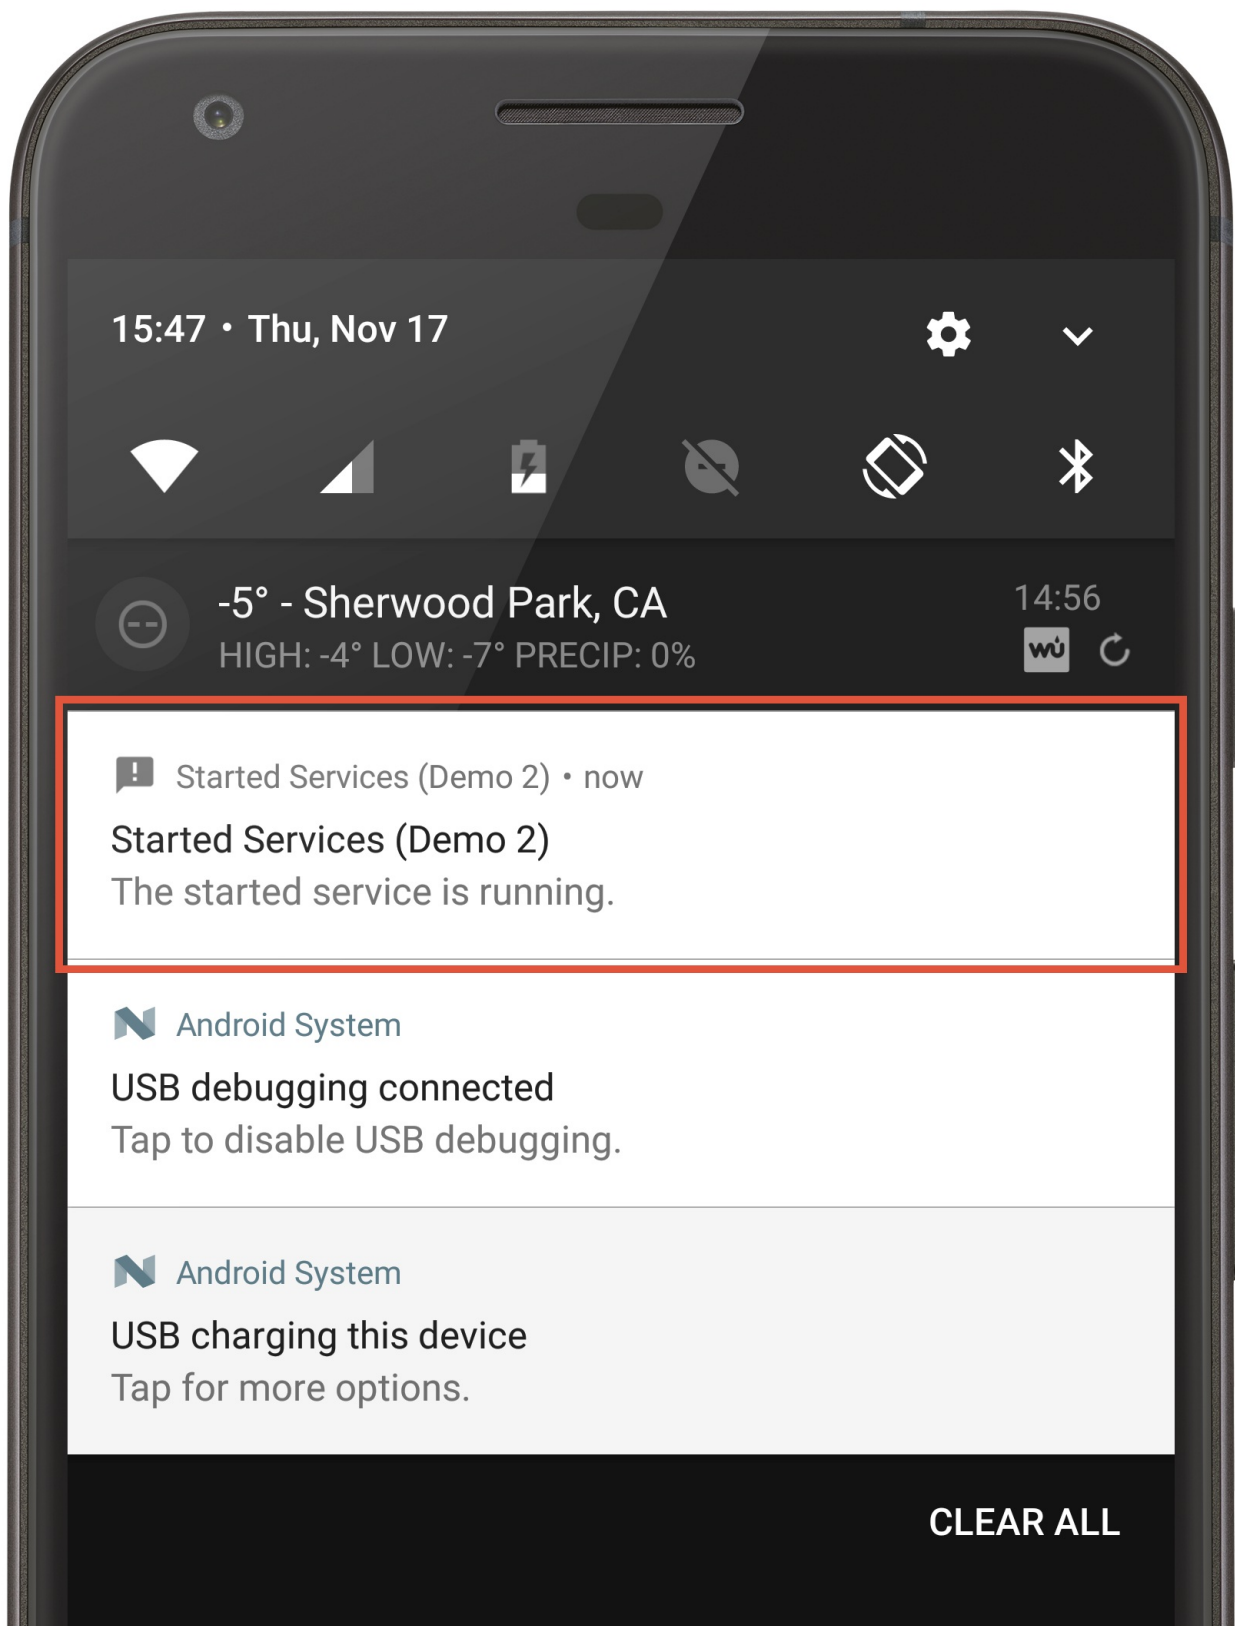 15:47 • Thu, Nov 17
-5° - Sherwood Park, CA
14:56
HIGH: -4° LOW: -7° PRECIP: 0%
wu
Started Services (Demo 2) • now
Started Services (Demo 2)
The started service is running.
Android System
USB debugging connected
Tap to disable USB debugging.
Android System
USB charging this device
Tap for more options.
CLEAR ALL